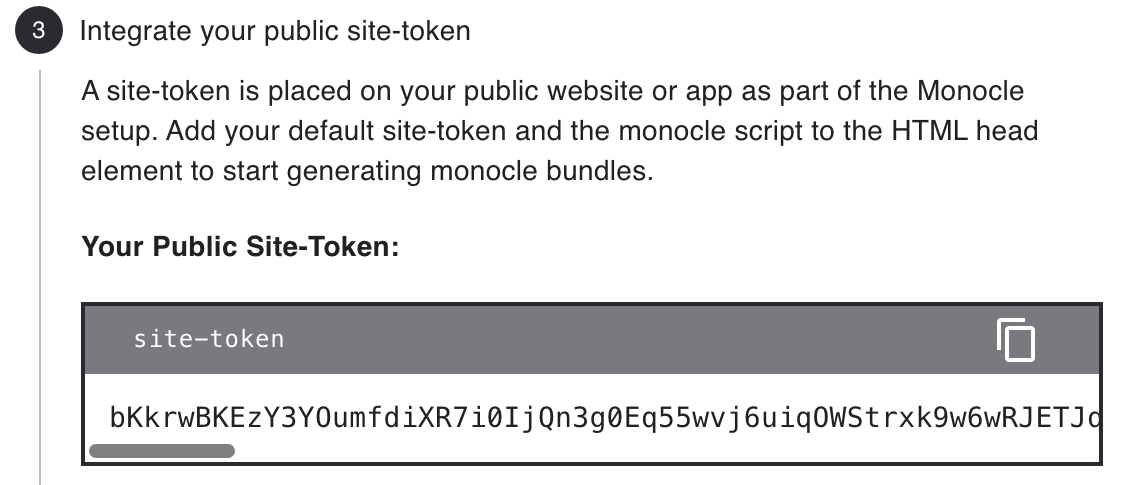 3 Integrate your public site-token
A site-token is placed on your public website or app as part of the Monocle
setup. Add your default site-token and the monocle script to the HTML head
element to start generating monocle bundles.
Your Public Site-Token:
site-token
bKkrwBKEzY3YOumfdiXR7i0IjQn3g0Eq55wvj6uiqOWStrxk9w6wRJETJ